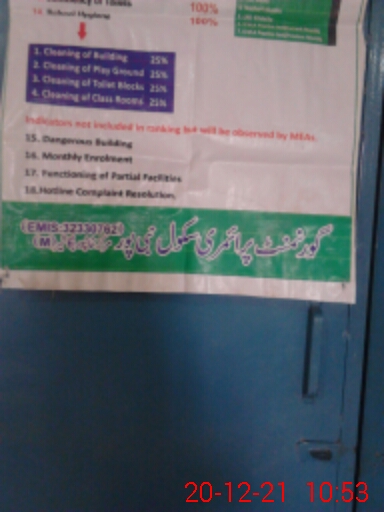 100%
14. School Hygiene 100%
1. Cleaning of Building 25%
2. Cleaning of Play Ground 25%
3. Cleaning of Toilet Blocks 25%
4. Cleaning of Class Rooms 25%
Indicators not included in ranking but will be observed by MEAs.
15. Dangerous Building
16. Monthly Enrolment
17. Functioning of Partial Facilities
18. Hotline Complaint Resolution
گورنمنٹ پرائمری سکول نبی پور
(EMIS:32330762)
(M)
20-12-21 10:53